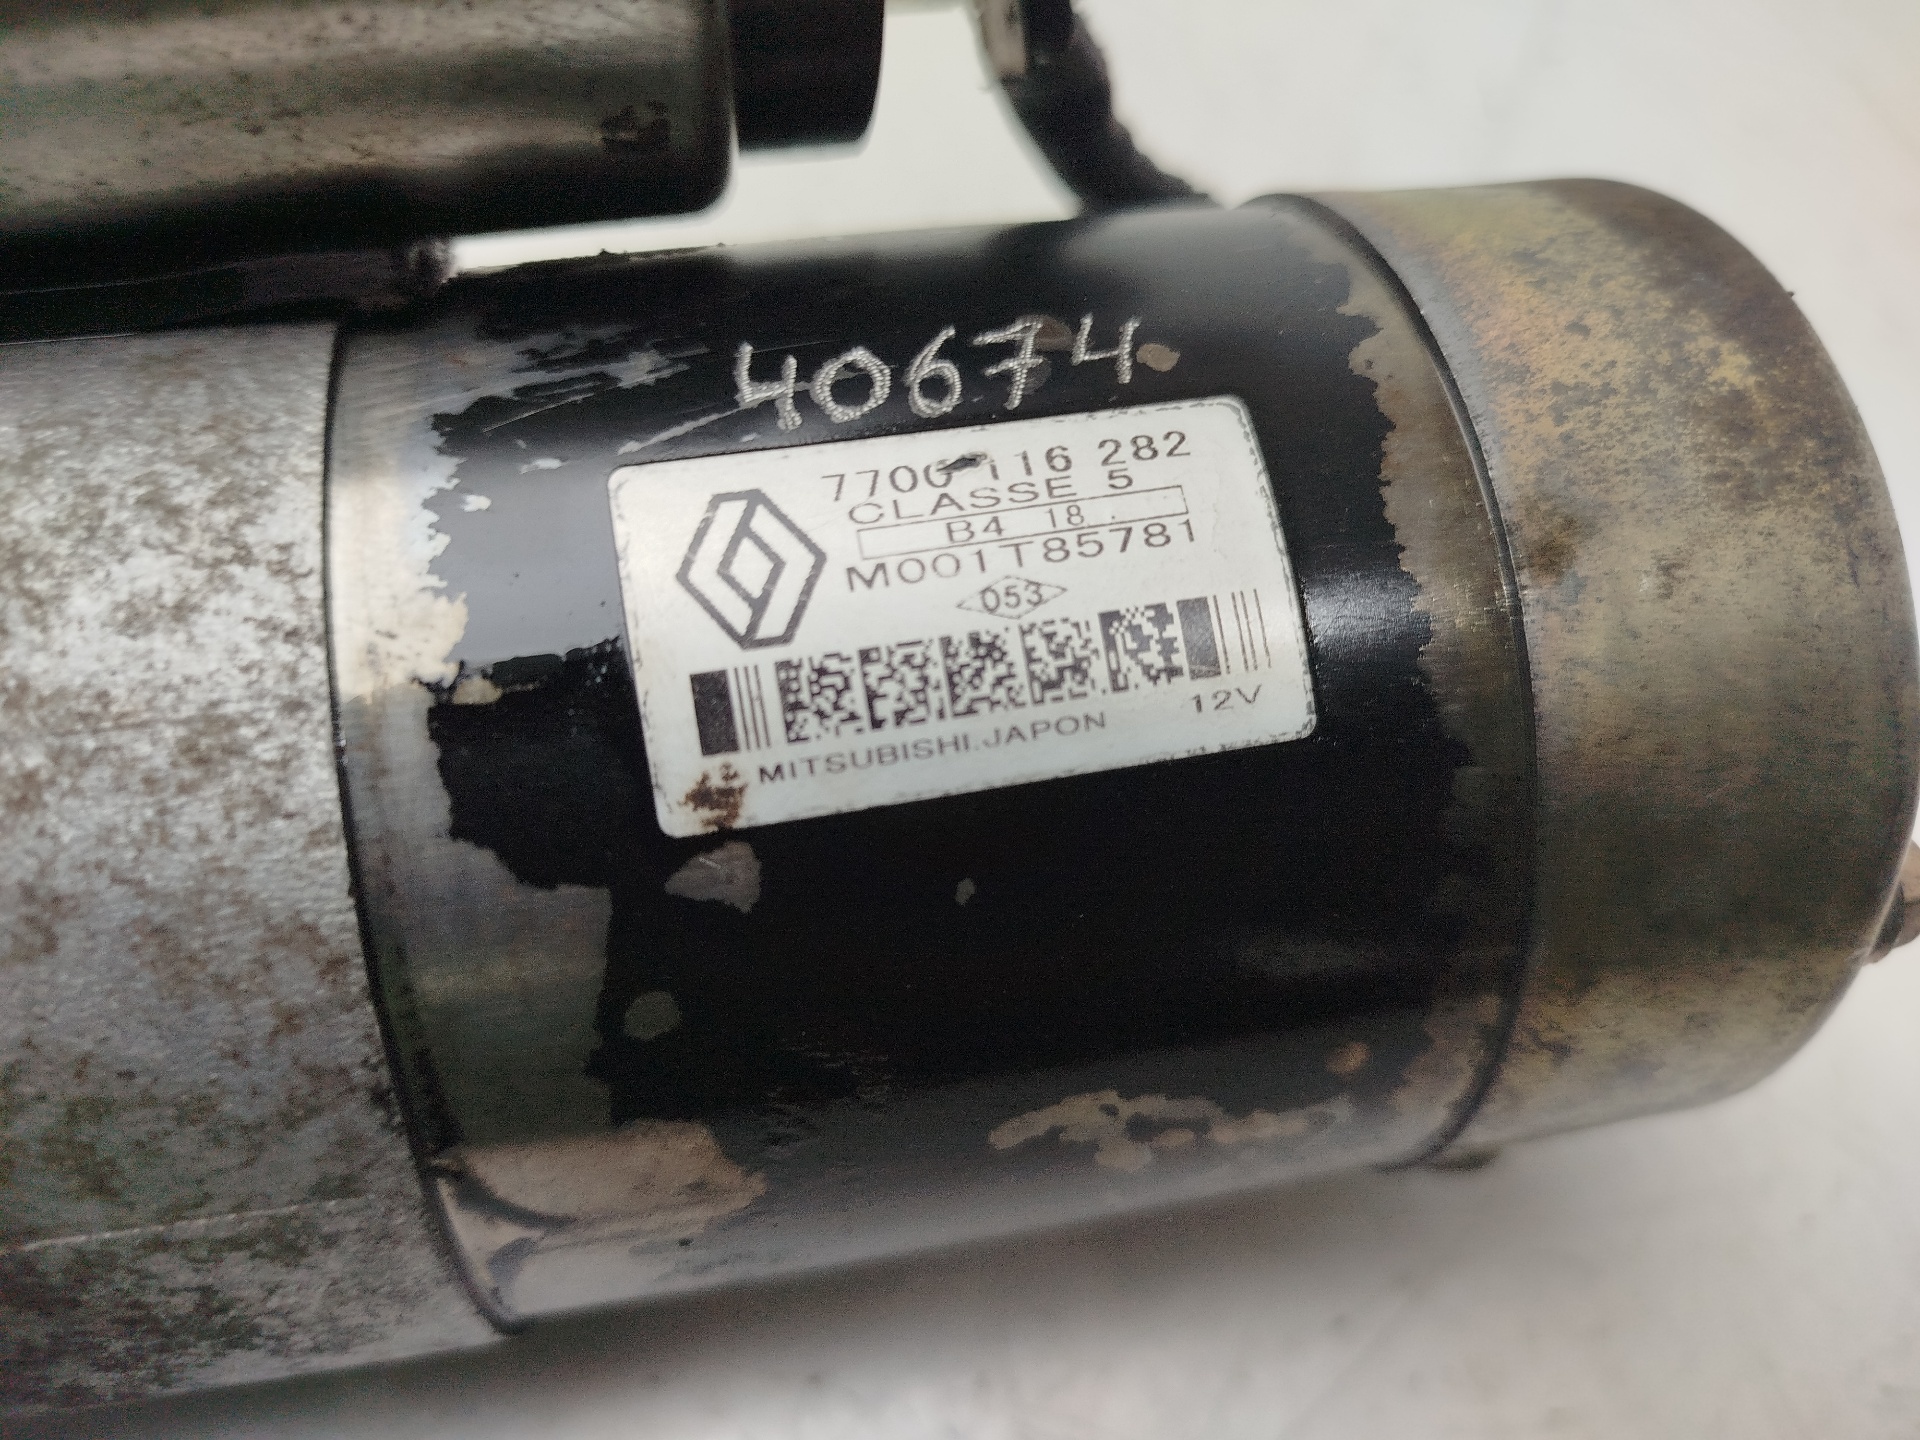 40674
7700 116 282
CLASSE 5
B4 18
M001T85781
053
12V
MITSUBISHI.JAPON